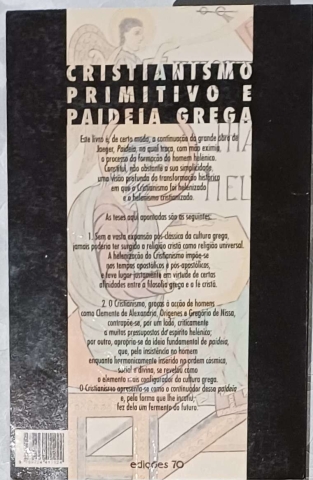 CRISTIANISMO
PRIMITIVO E
PAIDEIA GREGA
Este livro é, de certo modo, a continuação da grande obra de
Jaeger, Paideia, na qual traça, com mão exímia,
o processo da formação do homem helénico.
Constitui, não obstante a sua simplicidade,
uma visão profunda da transformação histórica
em que o Cristianismo foi helenizado
e o helenismo cristianizado.
As teses aqui apontadas são as seguintes:
1. Sem a vasta expansão pós-clássica da cultura grega,
jamais poderia ter surgido a religião cristã como religião universal.
A helenização do Cristianismo impõe-se
nos tempos apostólicos e pós-apostólicos,
e teve lugar justamente em virtude de certas
afinidades entre a filosofia grega e a fé cristã.
2. O Cristianismo, graças à acção de homens
como Clemente de Alexandria, Orígenes e Gregório de Nissa,
contrapõe-se, por um lado, criticamente
a muitos pressupostos do espírito helénico;
por outro, apropria-se da ideia fundamental de paideia,
que, pela insistência no homem
enquanto harmonicamente inserido na ordem cósmica,
social e divina, se revelou como
o elemento configurador da cultura grega.
O Cristianismo apresenta-se como o continuador dessa paideia
e, pela forma que lhe insuflou,
fez dela um fermento do futuro.
edições 70